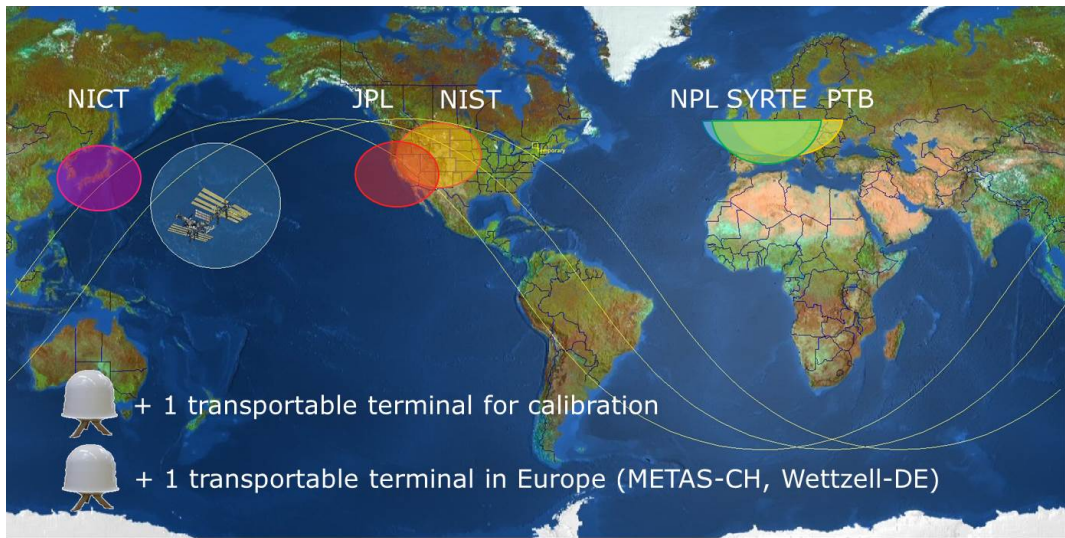 NICT JPL NIST NPL SYRTE PTB
Temporary
+ 1 transportable terminal for calibration
+ 1 transportable terminal in Europe (METAS-CH, Wettzell-DE)